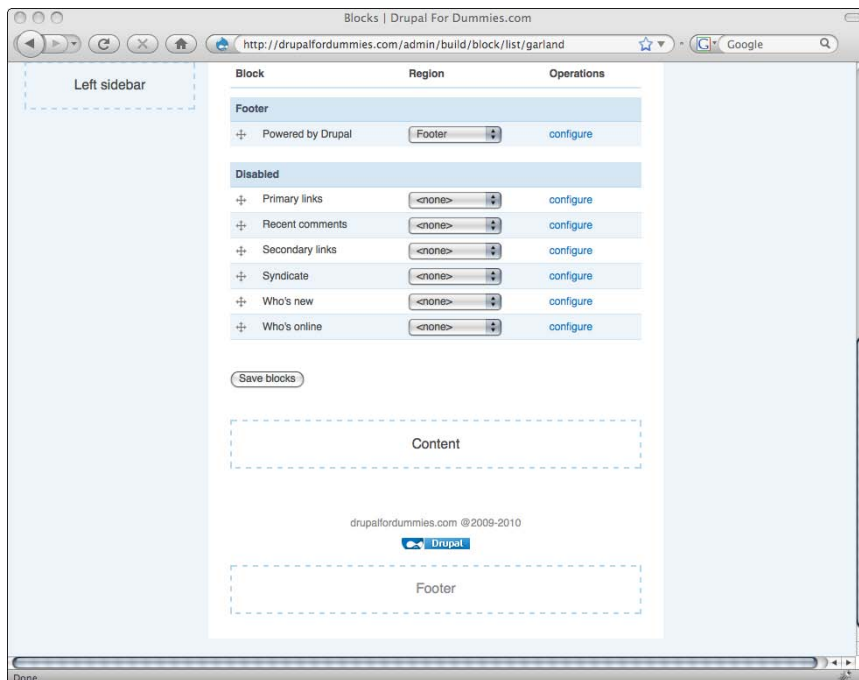 Blocks | Drupal For Dummies.com
http://drupalfordummies.com/admin/build/block/list/garland
Google
Left sidebar
Block Region Operations
Footer
Powered by Drupal Footer configure
Disabled
Primary links <none> configure
Recent comments <none> configure
Secondary links <none> configure
Syndicate <none> configure
Who's new <none> configure
Who's online <none> configure
Save blocks
Content
drupalfordummies.com @2009-2010
Drupal
Footer
Done